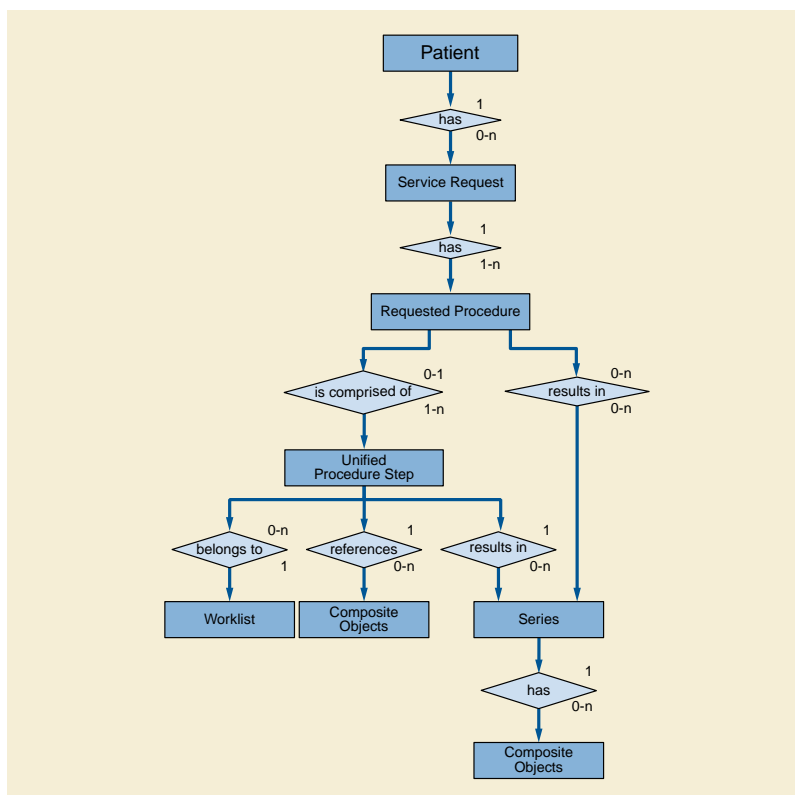 Patient
1
has
0-n
Service Request
1
has
1-n
Requested Procedure
0-1
is comprised of
1-n
0-n
results in
0-n
Unified
Procedure Step
0-n
belongs to
1
1
references
0-n
1
results in
0-n
Worklist
Composite
Objects
Series
1
has
0-n
Composite
Objects